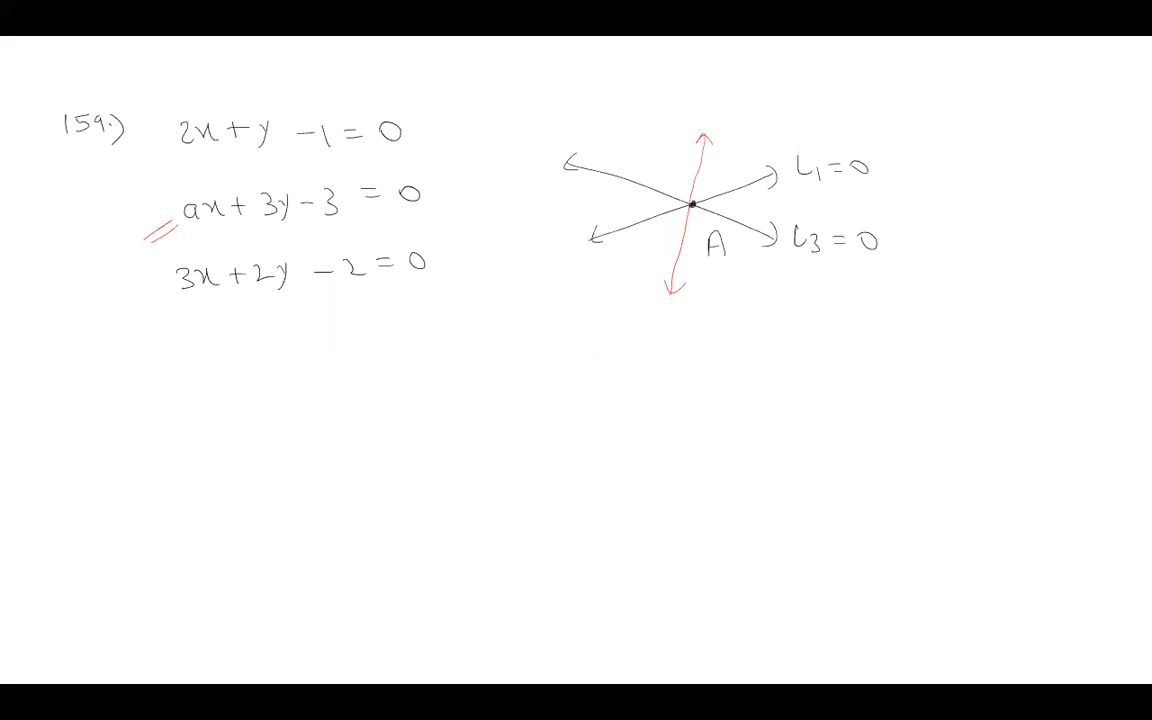 159.) 2x + y - 1 = 0
ax + 3y - 3 = 0
3x + 2y - 2 = 0
L₁ = 0
A
L₃ = 0